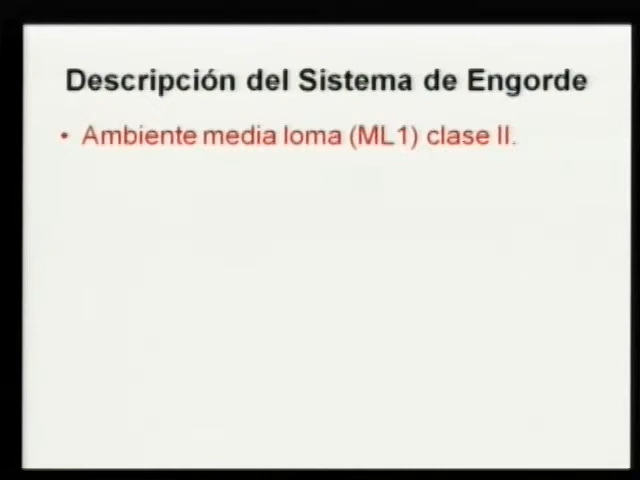 Descripción del Sistema de Engorde
• Ambiente media loma (ML1) clase II.